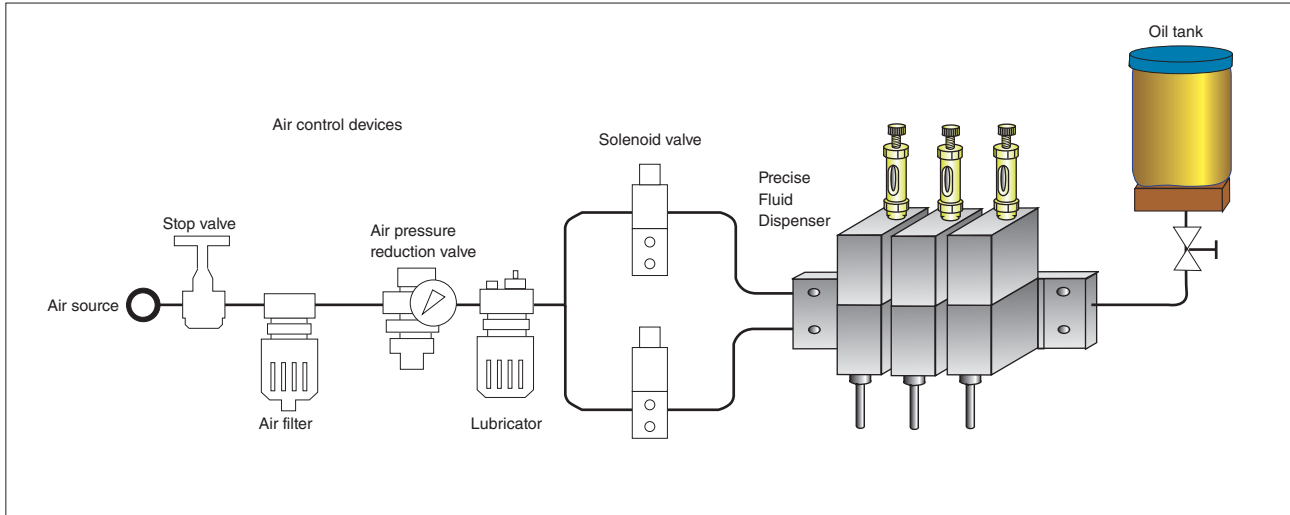 Oil tank
Air control devices
Solenoid valve
Precise
Fluid
Dispenser
Stop valve
Air pressure
reduction valve
Air source
Air filter
Lubricator